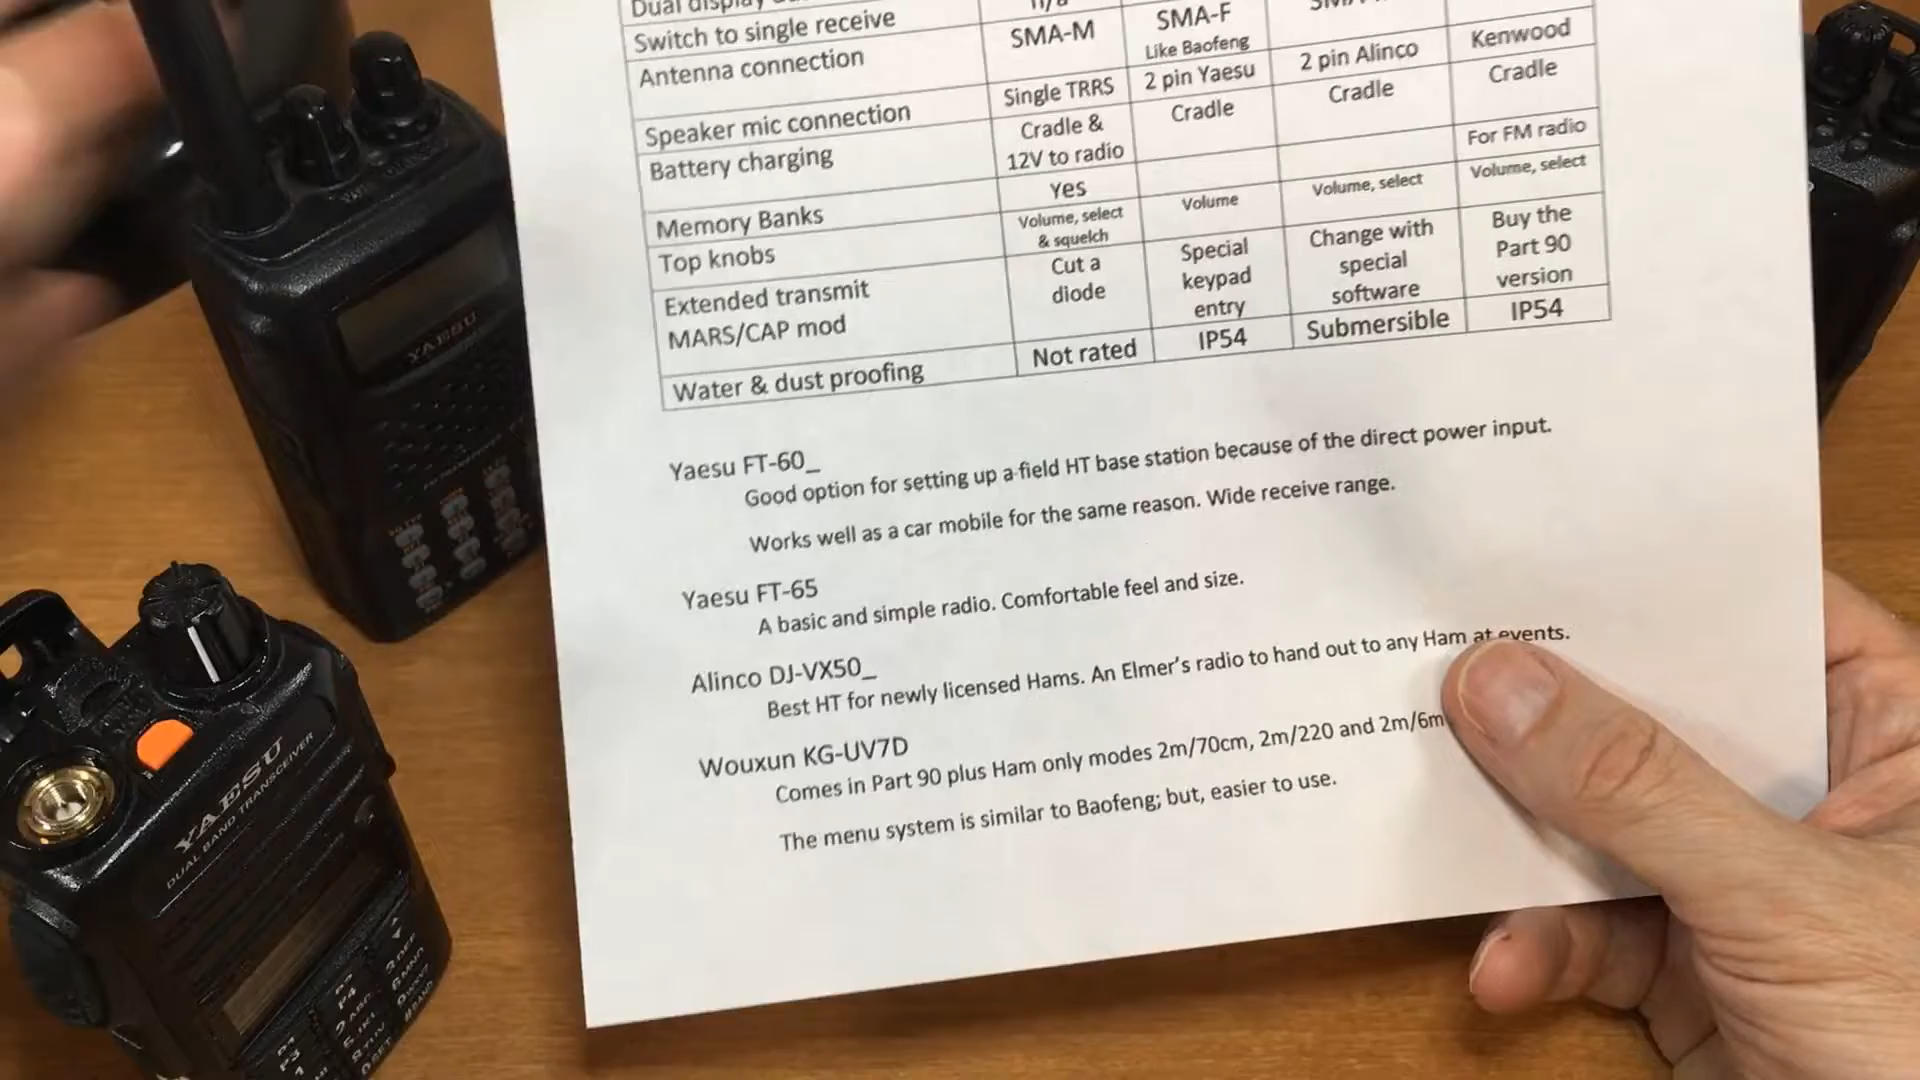 Dual display
n/a
Switch to single receive
Antenna connection SMA-M SMA-F
Like Baofeng 2 pin Alinco Kenwood
Speaker mic connection Single TRRS 2 pin Yaesu Cradle Cradle
Battery charging Cradle & Cradle
12V to radio For FM radio
Memory Banks Yes Volume, select
Top knobs Volume, select Volume Volume, select
& squelch
Extended transmit Cut a Special Change with Buy the
MARS/CAP mod diode keypad special Part 90
entry software version
Water & dust proofing Not rated IP54 Submersible IP54
Yaesu FT-60_
Good option for setting up a field HT base station because of the direct power input.
Works well as a car mobile for the same reason. Wide receive range.
Yaesu FT-65
A basic and simple radio. Comfortable feel and size.
Alinco DJ-VX50_
Best HT for newly licensed Hams. An Elmer's radio to hand out to any Ham at events.
Wouxun KG-UV7D
Comes in Part 90 plus Ham only modes 2m/70cm, 2m/220 and 2m/6m
The menu system is similar to Baofeng; but, easier to use.
YAESU
YAESU
DUAL BAND TRANSCEIVER